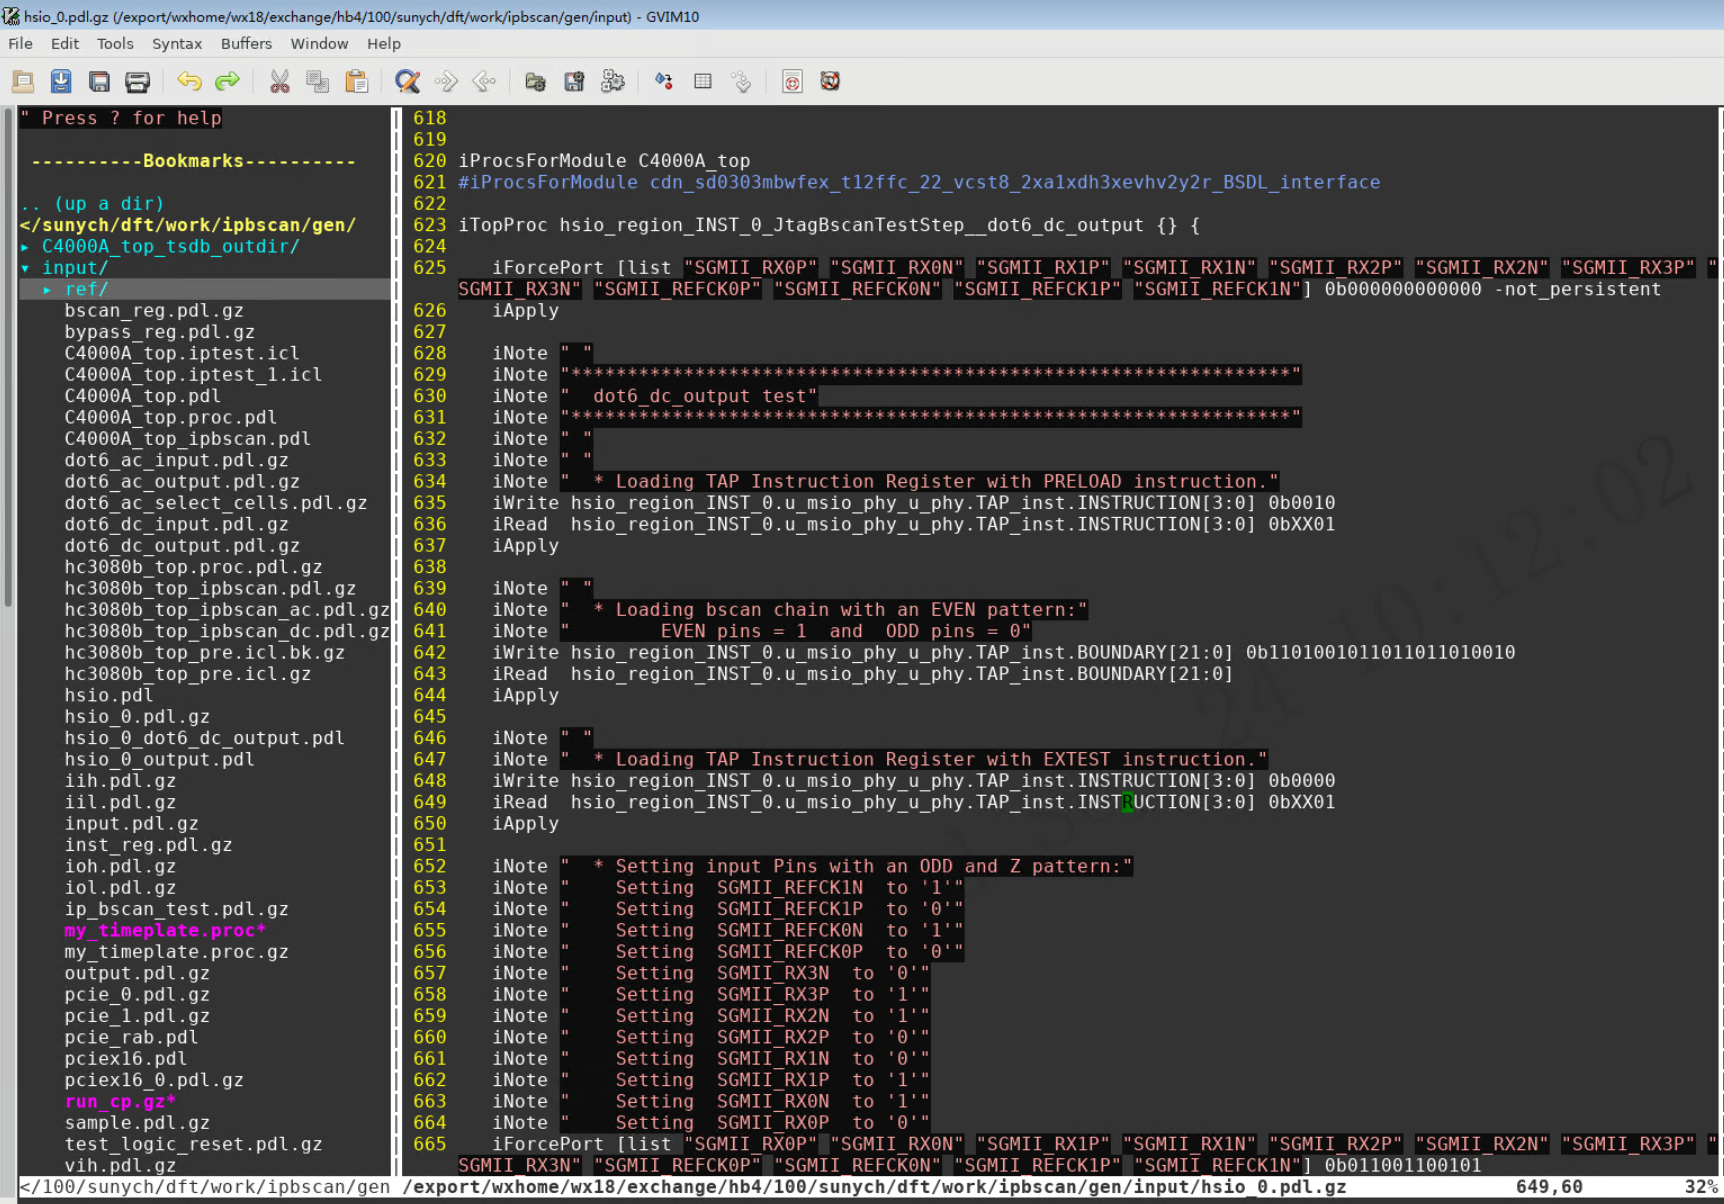 hsio_0.pdl.gz (/export/wxhome/wx18/exchange/hb4/100/sunych/dft/work/ipbscan/gen/input) - GVIM10
File Edit Tools Syntax Buffers Window Help
" Press ? for help
----------Bookmarks----------
.. (up a dir)
</sunych/dft/work/ipbscan/gen/
▸ C4000A_top_tsdb_outdir/
▾ input/
▸ ref/
bscan_reg.pdl.gz
bypass_reg.pdl.gz
C4000A_top.iptest.icl
C4000A_top.iptest_1.icl
C4000A_top.pdl
C4000A_top.proc.pdl
C4000A_top_ipbscan.pdl
dot6_ac_input.pdl.gz
dot6_ac_output.pdl.gz
dot6_ac_select_cells.pdl.gz
dot6_dc_input.pdl.gz
dot6_dc_output.pdl.gz
hc3080b_top.proc.pdl.gz
hc3080b_top_ipbscan.pdl.gz
hc3080b_top_ipbscan_ac.pdl.gz
hc3080b_top_ipbscan_dc.pdl.gz
hc3080b_top_pre.icl.bk.gz
hc3080b_top_pre.icl.gz
hsio.pdl
hsio_0.pdl.gz
hsio_0_dot6_dc_output.pdl
hsio_0_output.pdl
iih.pdl.gz
iil.pdl.gz
input.pdl.gz
inst_reg.pdl.gz
ioh.pdl.gz
iol.pdl.gz
ip_bscan_test.pdl.gz
my_timeplate.proc*
my_timeplate.proc.gz
output.pdl.gz
pcie_0.pdl.gz
pcie_1.pdl.gz
pcie_rab.pdl
pciex16.pdl
pciex16_0.pdl.gz
run_cp.gz*
sample.pdl.gz
test_logic_reset.pdl.gz
vih.pdl.gz
</100/sunych/dft/work/ipbscan/gen
618
619
620 iProcsForModule C4000A_top
621 #iProcsForModule cdn_sd0303mbwfex_t12ffc_22_vcst8_2xa1xdh3xevhv2y2r_BSDL_interface
622
623 iTopProc hsio_region_INST_0_JtagBscanTestStep__dot6_dc_output {} {
624
625 iForcePort [list "SGMII_RX0P" "SGMII_RX0N" "SGMII_RX1P" "SGMII_RX1N" "SGMII_RX2P" "SGMII_RX2N" "SGMII_RX3P" "
SGMII_RX3N" "SGMII_REFCK0P" "SGMII_REFCK0N" "SGMII_REFCK1P" "SGMII_REFCK1N"] 0b000000000000 -not_persistent
626 iApply
627
628 iNote " "
629 iNote "****************************************************************"
630 iNote "  dot6_dc_output test"
631 iNote "****************************************************************"
632 iNote " "
633 iNote " "
634 iNote "  * Loading TAP Instruction Register with PRELOAD instruction."
635 iWrite hsio_region_INST_0.u_msio_phy_u_phy.TAP_inst.INSTRUCTION[3:0] 0b0010
636 iRead  hsio_region_INST_0.u_msio_phy_u_phy.TAP_inst.INSTRUCTION[3:0] 0bXX01
637 iApply
638
639 iNote " "
640 iNote "  * Loading bscan chain with an EVEN pattern:"
641 iNote "        EVEN pins = 1  and  ODD pins = 0"
642 iWrite hsio_region_INST_0.u_msio_phy_u_phy.TAP_inst.BOUNDARY[21:0] 0b1101001011011011010010
643 iRead  hsio_region_INST_0.u_msio_phy_u_phy.TAP_inst.BOUNDARY[21:0]
644 iApply
645
646 iNote " "
647 iNote "  * Loading TAP Instruction Register with EXTEST instruction."
648 iWrite hsio_region_INST_0.u_msio_phy_u_phy.TAP_inst.INSTRUCTION[3:0] 0b0000
649 iRead  hsio_region_INST_0.u_msio_phy_u_phy.TAP_inst.INSTRUCTION[3:0] 0bXX01
650 iApply
651
652 iNote "  * Setting input Pins with an ODD and Z pattern:"
653 iNote "    Setting  SGMII_REFCK1N  to '1'"
654 iNote "    Setting  SGMII_REFCK1P  to '0'"
655 iNote "    Setting  SGMII_REFCK0N  to '1'"
656 iNote "    Setting  SGMII_REFCK0P  to '0'"
657 iNote "    Setting  SGMII_RX3N  to '0'"
658 iNote "    Setting  SGMII_RX3P  to '1'"
659 iNote "    Setting  SGMII_RX2N  to '1'"
660 iNote "    Setting  SGMII_RX2P  to '0'"
661 iNote "    Setting  SGMII_RX1N  to '0'"
662 iNote "    Setting  SGMII_RX1P  to '1'"
663 iNote "    Setting  SGMII_RX0N  to '1'"
664 iNote "    Setting  SGMII_RX0P  to '0'"
665 iForcePort [list "SGMII_RX0P" "SGMII_RX0N" "SGMII_RX1P" "SGMII_RX1N" "SGMII_RX2P" "SGMII_RX2N" "SGMII_RX3P" "
SGMII_RX3N" "SGMII_REFCK0P" "SGMII_REFCK0N" "SGMII_REFCK1P" "SGMII_REFCK1N"] 0b011001100101
/export/wxhome/wx18/exchange/hb4/100/sunych/dft/work/ipbscan/gen/input/hsio_0.pdl.gz 649,60 32%
24 10:12:02